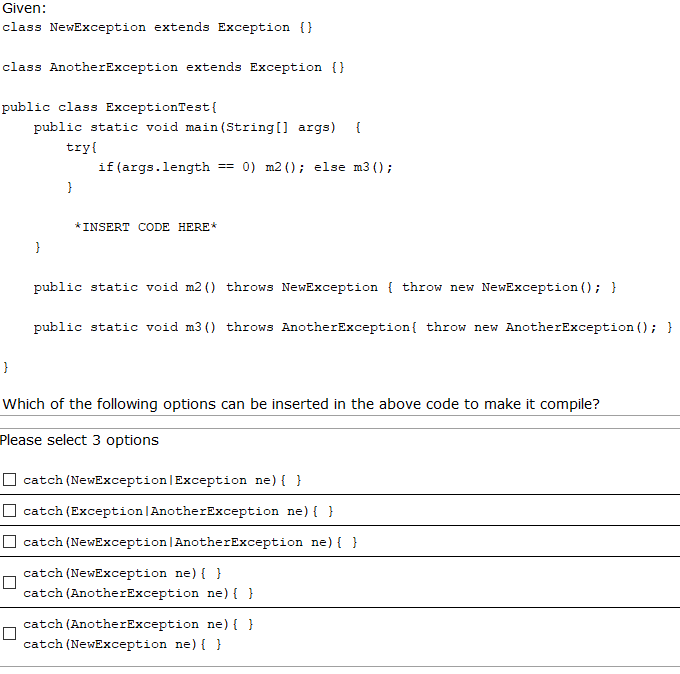 Given:
class NewException extends Exception {}
class AnotherException extends Exception {}
public class ExceptionTest{
    public static void main(String[] args)  {
        try{
            if(args.length == 0) m2(); else m3();
        }
         *INSERT CODE HERE*
    }
    public static void m2() throws NewException { throw new NewException(); }
    public static void m3() throws AnotherException{ throw new AnotherException(); }
}
Which of the following options can be inserted in the above code to make it compile?
Please select 3 options
catch(NewException|Exception ne){ }
catch(Exception|AnotherException ne){ }
catch(NewException|AnotherException ne){ }
catch(NewException ne){ }
catch(AnotherException ne){ }
catch(AnotherException ne){ }
catch(NewException ne){ }